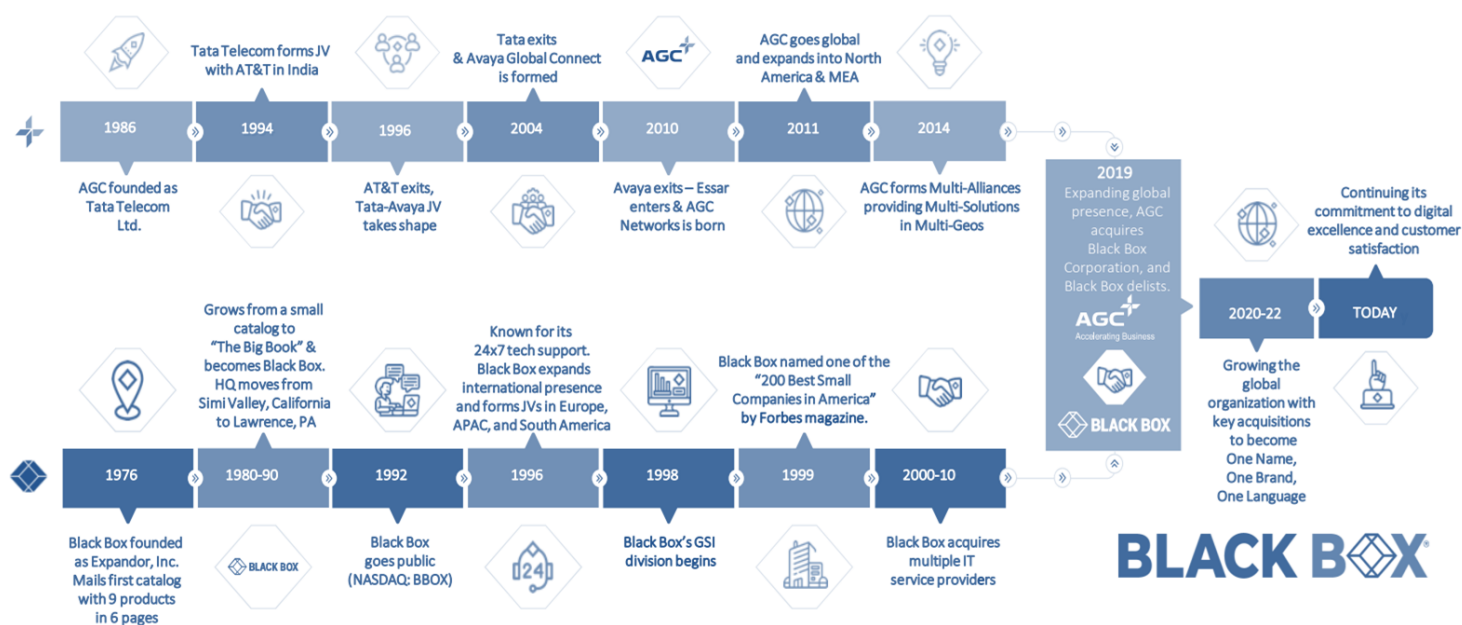 Tata Telecom forms JV
with AT&T in India
Tata exits
& Avaya Global Connect
is formed
AGC
AGC goes global
and expands into North
America & MEA
1986
1994
1996
2004
2010
2011
2014
AGC founded as
Tata Telecom
Ltd.
AT&T exits,
Tata-Avaya JV
takes shape
Avaya exits – Essar
enters & AGC
Networks is born
AGC forms Multi-Alliances
providing Multi-Solutions
in Multi-Geos
2019
Expanding global
presence, AGC
acquires
Black Box
Corporation, and
Black Box delists.
AGC
Accelerating Business
BLACK BOX
Continuing its
commitment to digital
excellence and customer
satisfaction
2020-22
TODAY
Growing the
global
organization with
key acquisitions
to become
One Name,
One Brand,
One Language
Grows from a small
catalog to
“The Big Book” &
becomes Black Box.
HQ moves from
Simi Valley, California
to Lawrence, PA
Known for its
24x7 tech support.
Black Box expands
international presence
and forms JVs in Europe,
APAC, and South America
Black Box named one of the
“200 Best Small
Companies in America”
by Forbes magazine.
1976
1980-90
1992
1996
1998
1999
2000-10
Black Box founded
as Expandor, Inc.
Mails first catalog
with 9 products
in 6 pages
BLACK BOX
Black Box
goes public
(NASDAQ: BBOX)
24
Black Box’s GSI
division begins
Black Box acquires
multiple IT
service providers
BLACK BOX®